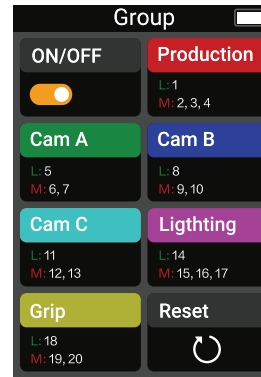 Group
ON/OFF
Production
L: 1
M: 2, 3, 4
Cam A
Cam B
L: 5
M: 6, 7
L: 8
M: 9, 10
Cam C
Ligthting
L: 11
M: 12, 13
L: 14
M: 15, 16, 17
Grip
Reset
L: 18
M: 19, 20